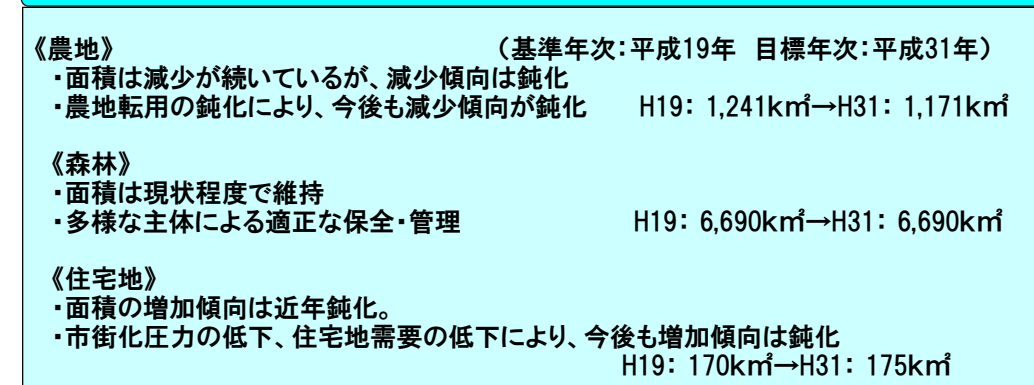 《農地》　（基準年次：平成19年　目標年次：平成31年）
・面積は減少が続いているが、減少傾向は鈍化
・農地転用の鈍化により、今後も減少傾向が鈍化　H19： 1,241k㎡→H31： 1,171k㎡
《森林》
・面積は現状程度で維持
・多様な主体による適正な保全・管理　H19： 6,690k㎡→H31： 6,690k㎡
《住宅地》
・面積の増加傾向は近年鈍化。
・市街化圧力の低下、住宅地需要の低下により、今後も増加傾向は鈍化
H19： 170k㎡→H31： 175k㎡